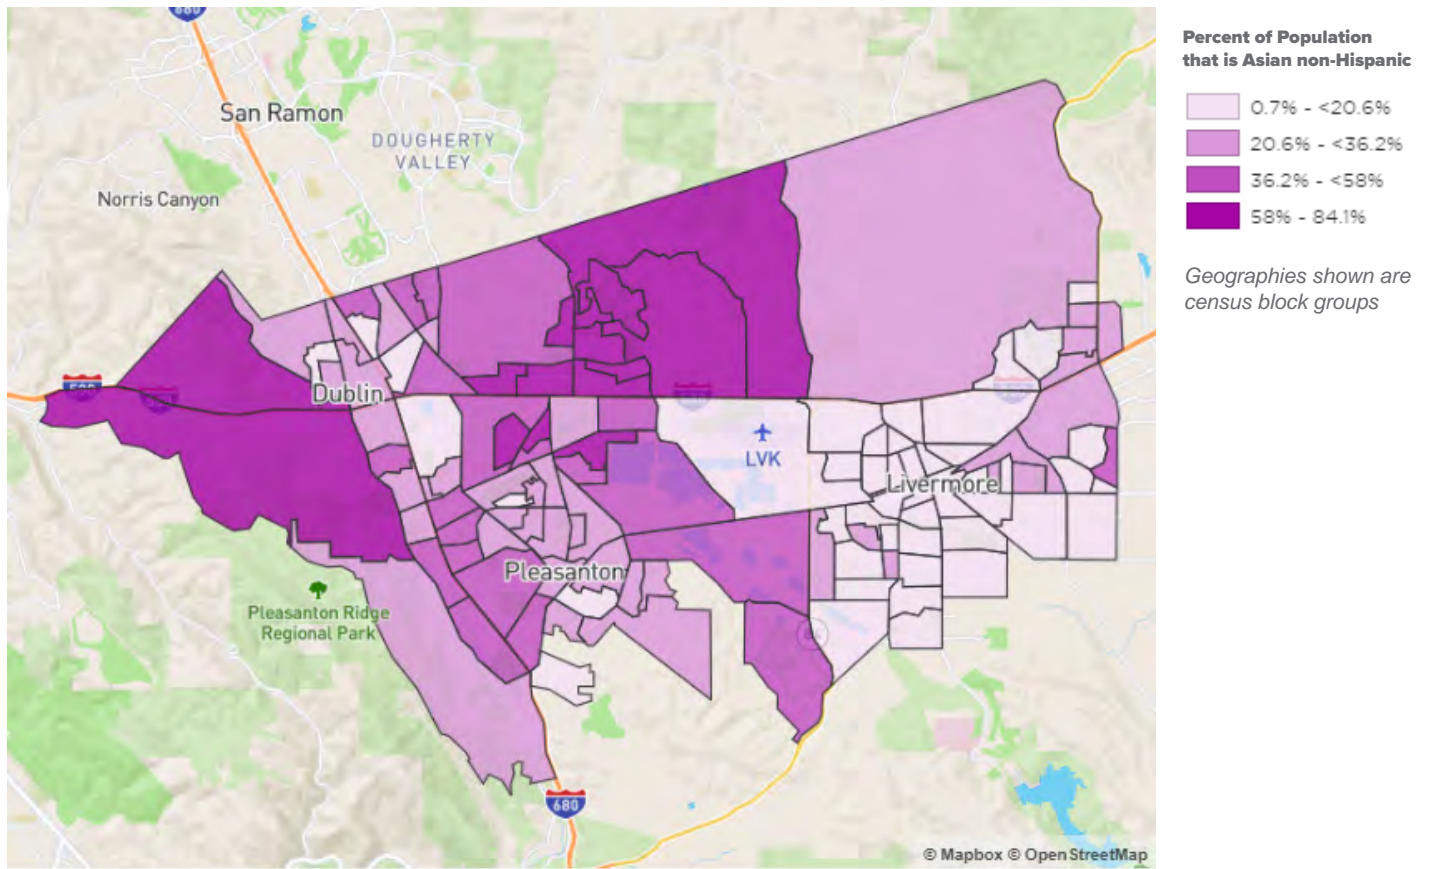 680
San Ramon
DOUGHERTY
VALLEY
Norris Canyon
Dublin
LVK
Livermore
Pleasanton
Pleasanton Ridge
Regional Park
680
© Mapbox © OpenStreetMap
Percent of Population
that is Asian non-Hispanic
0.7% - <20.6%
20.6% - <36.2%
36.2% - <58%
58% - 84.1%
Geographies shown are
census block groups